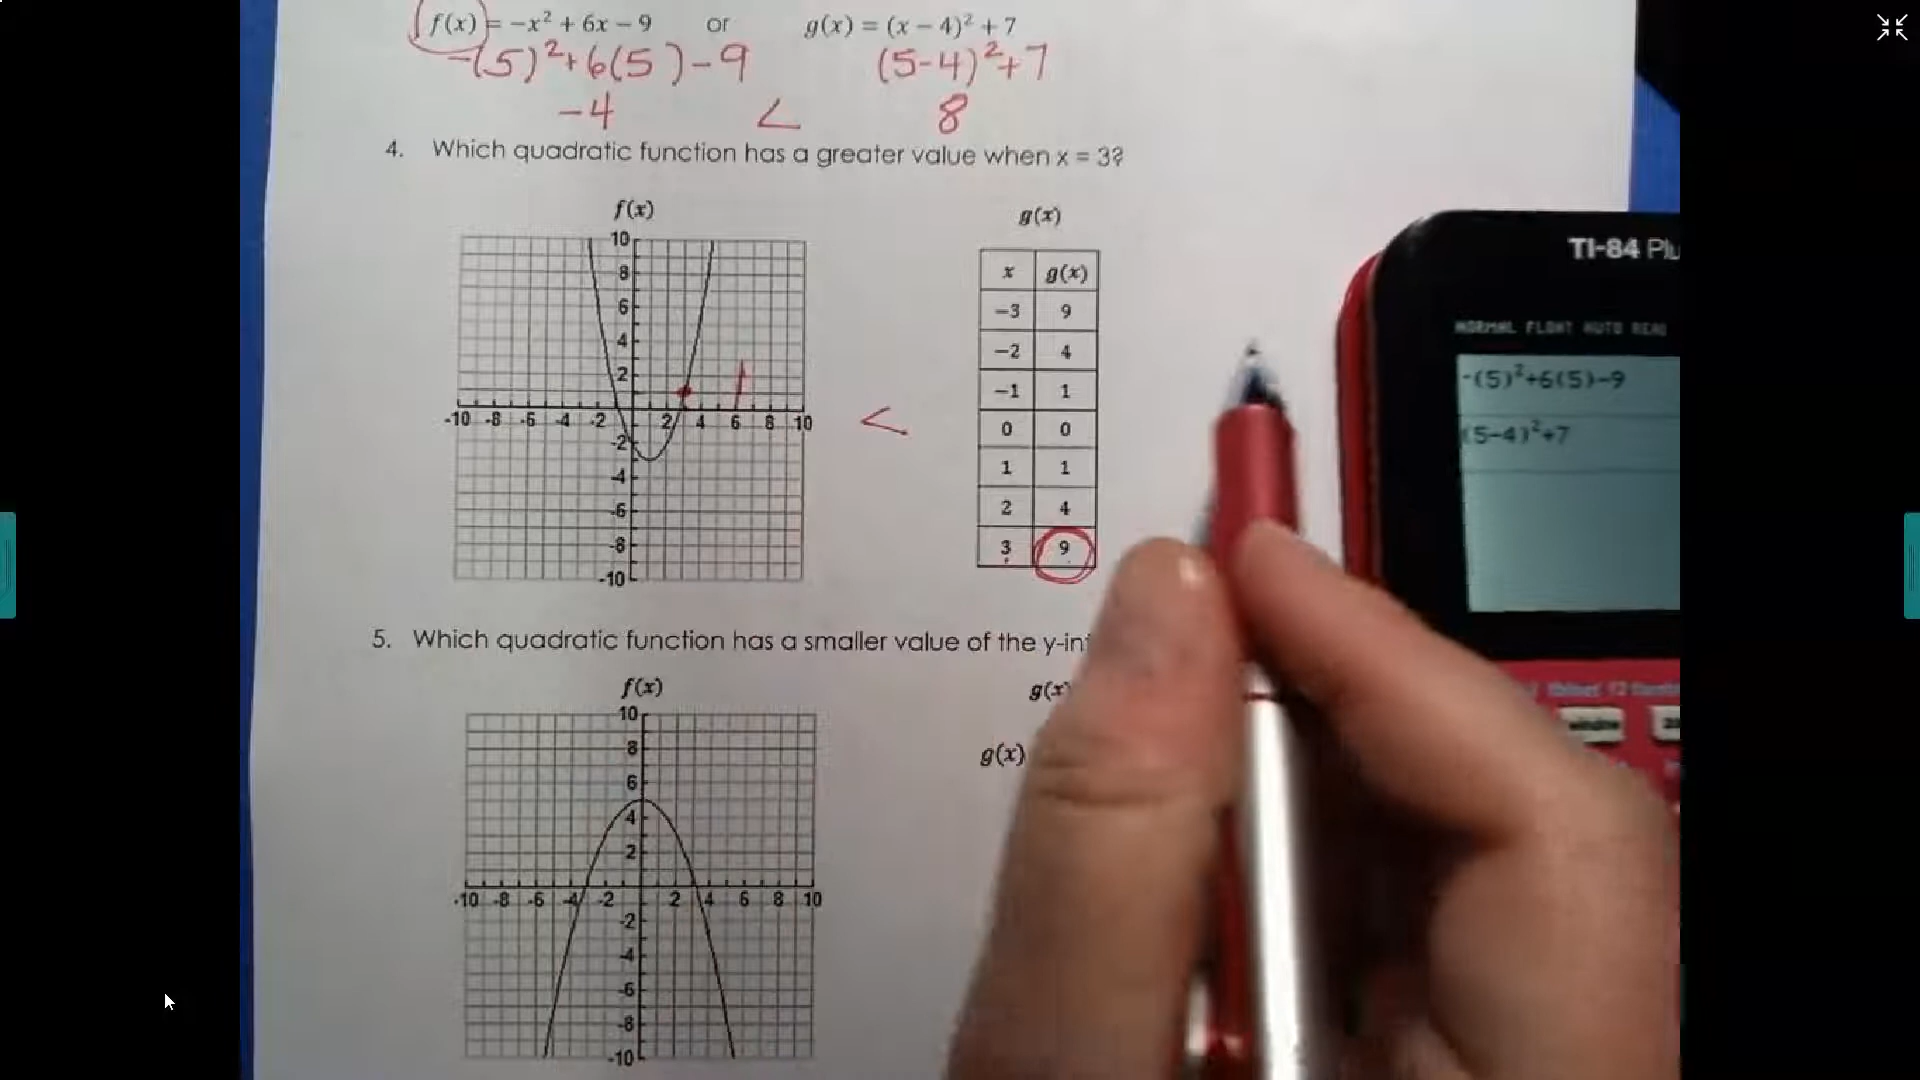 f(x) = −x² + 6x − 9 or g(x) = (x − 4)² + 7
-(5)²+6(5)-9 (5-4)²+7
-4 < 8
4. Which quadratic function has a greater value when x = 3?
f(x) g(x)
10
8
6
4
2
-10 -8 -6 -4 -2 2 4 6 8 10
-2
-4
-6
-8
-10
<
x g(x)
−3 9
−2 4
−1 1
0 0
1 1
2 4
3 9
TI-84
NORMAL FLOAT AUTO REAL
-(5)²+6(5)-9
(5-4)²+7
window
5. Which quadratic function has a smaller value of the
f(x) g(x)
g(x)
10
8
6
4
2
-10 -8 -6 -4 -2 2 4 6 8 10
-2
-4
-6
-8
-10